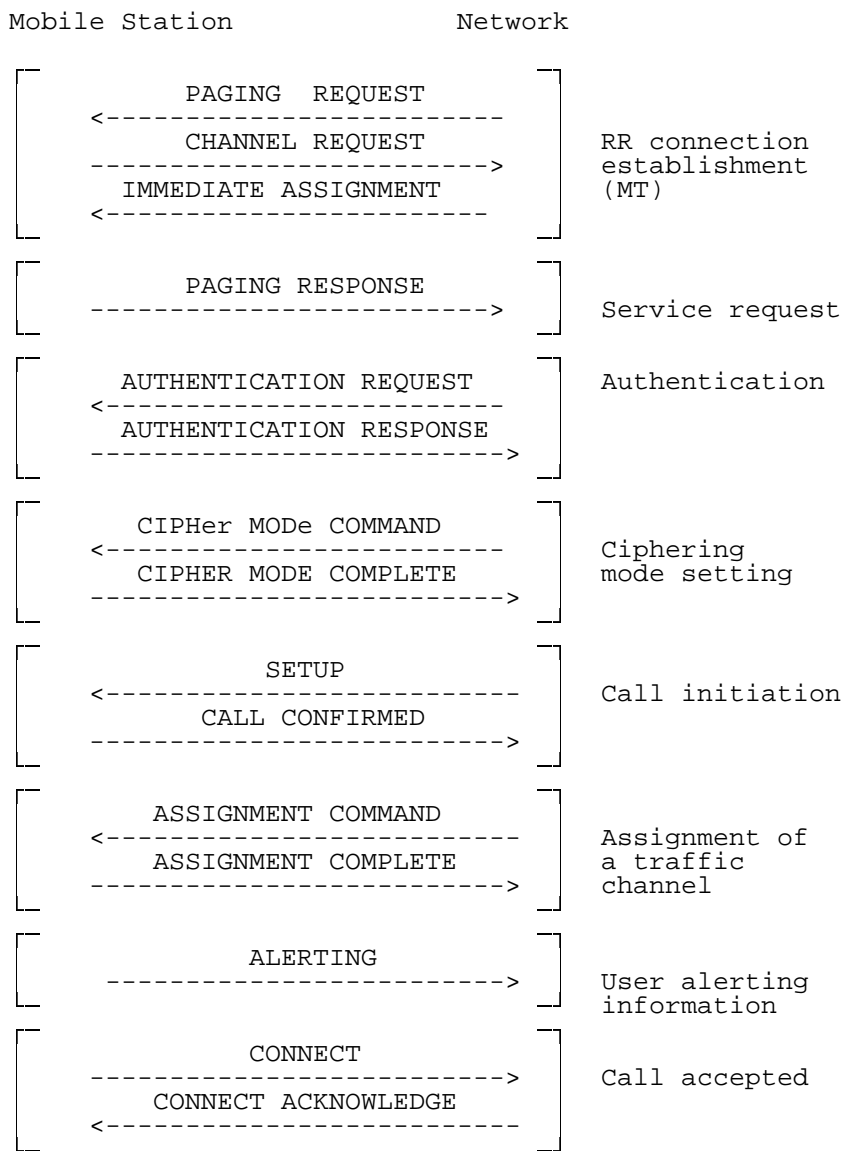 Mobile Station Network
PAGING REQUEST
<-------------------------
CHANNEL REQUEST RR connection
-------------------------> establishment
IMMEDIATE ASSIGNMENT (MT)
<------------------------
PAGING RESPONSE
-------------------------> Service request
AUTHENTICATION REQUEST Authentication
<-------------------------
AUTHENTICATION RESPONSE
-------------------------->
CIPHer MODe COMMAND
<------------------------- Ciphering
CIPHER MODE COMPLETE mode setting
-------------------------->
SETUP
<-------------------------- Call initiation
CALL CONFIRMED
-------------------------->
ASSIGNMENT COMMAND
<-------------------------- Assignment of
ASSIGNMENT COMPLETE a traffic
--------------------------> channel
ALERTING
-------------------------> User alerting
information
CONNECT
--------------------------> Call accepted
CONNECT ACKNOWLEDGE
<--------------------------